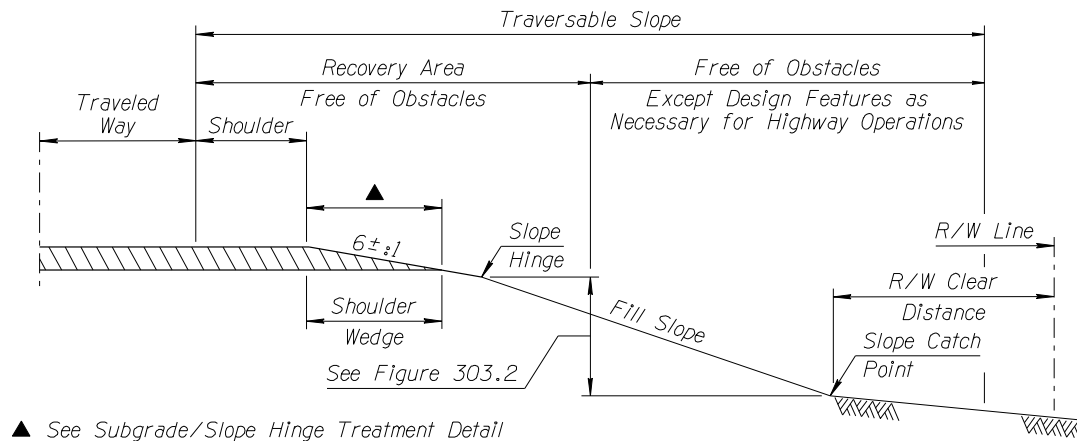 Traversable Slope
Recovery Area
Free of Obstacles
Free of Obstacles
Except Design Features as
Necessary for Highway Operations
Traveled
Way
Shoulder
▲
6±:1
Slope
Hinge
R/W Line
R/W Clear
Distance
Shoulder
Wedge
Fill Slope
Slope Catch
Point
See Figure 303.2
▲ See Subgrade/Slope Hinge Treatment Detail